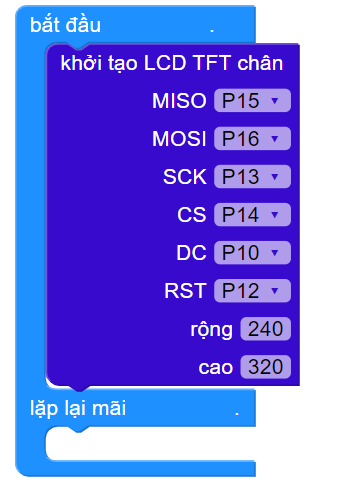 bắt đầu .
khởi tạo LCD TFT chân
MISO P15
MOSI P16
SCK P13
CS P14
DC P10
RST P12
rộng 240
cao 320
lặp lại mãi .